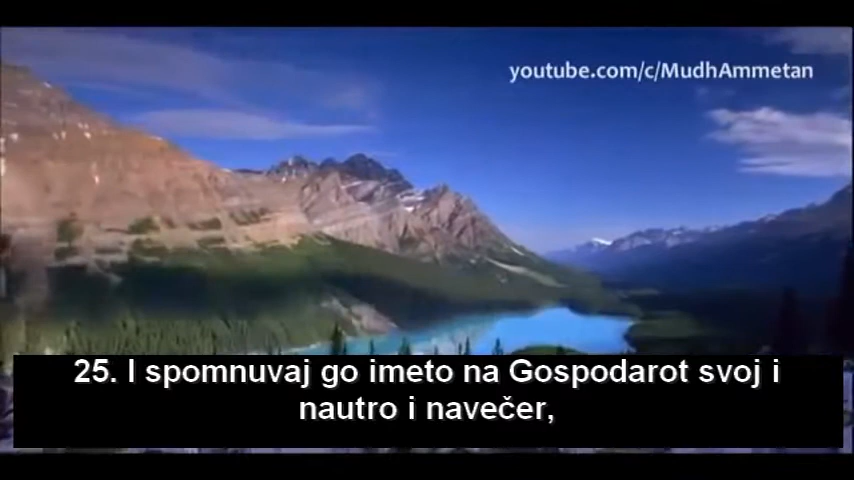 youtube.com/c/MudhAmmetan
25. I spomnuvaj go imeto na Gospodarot svoj i
nautro i navečer,